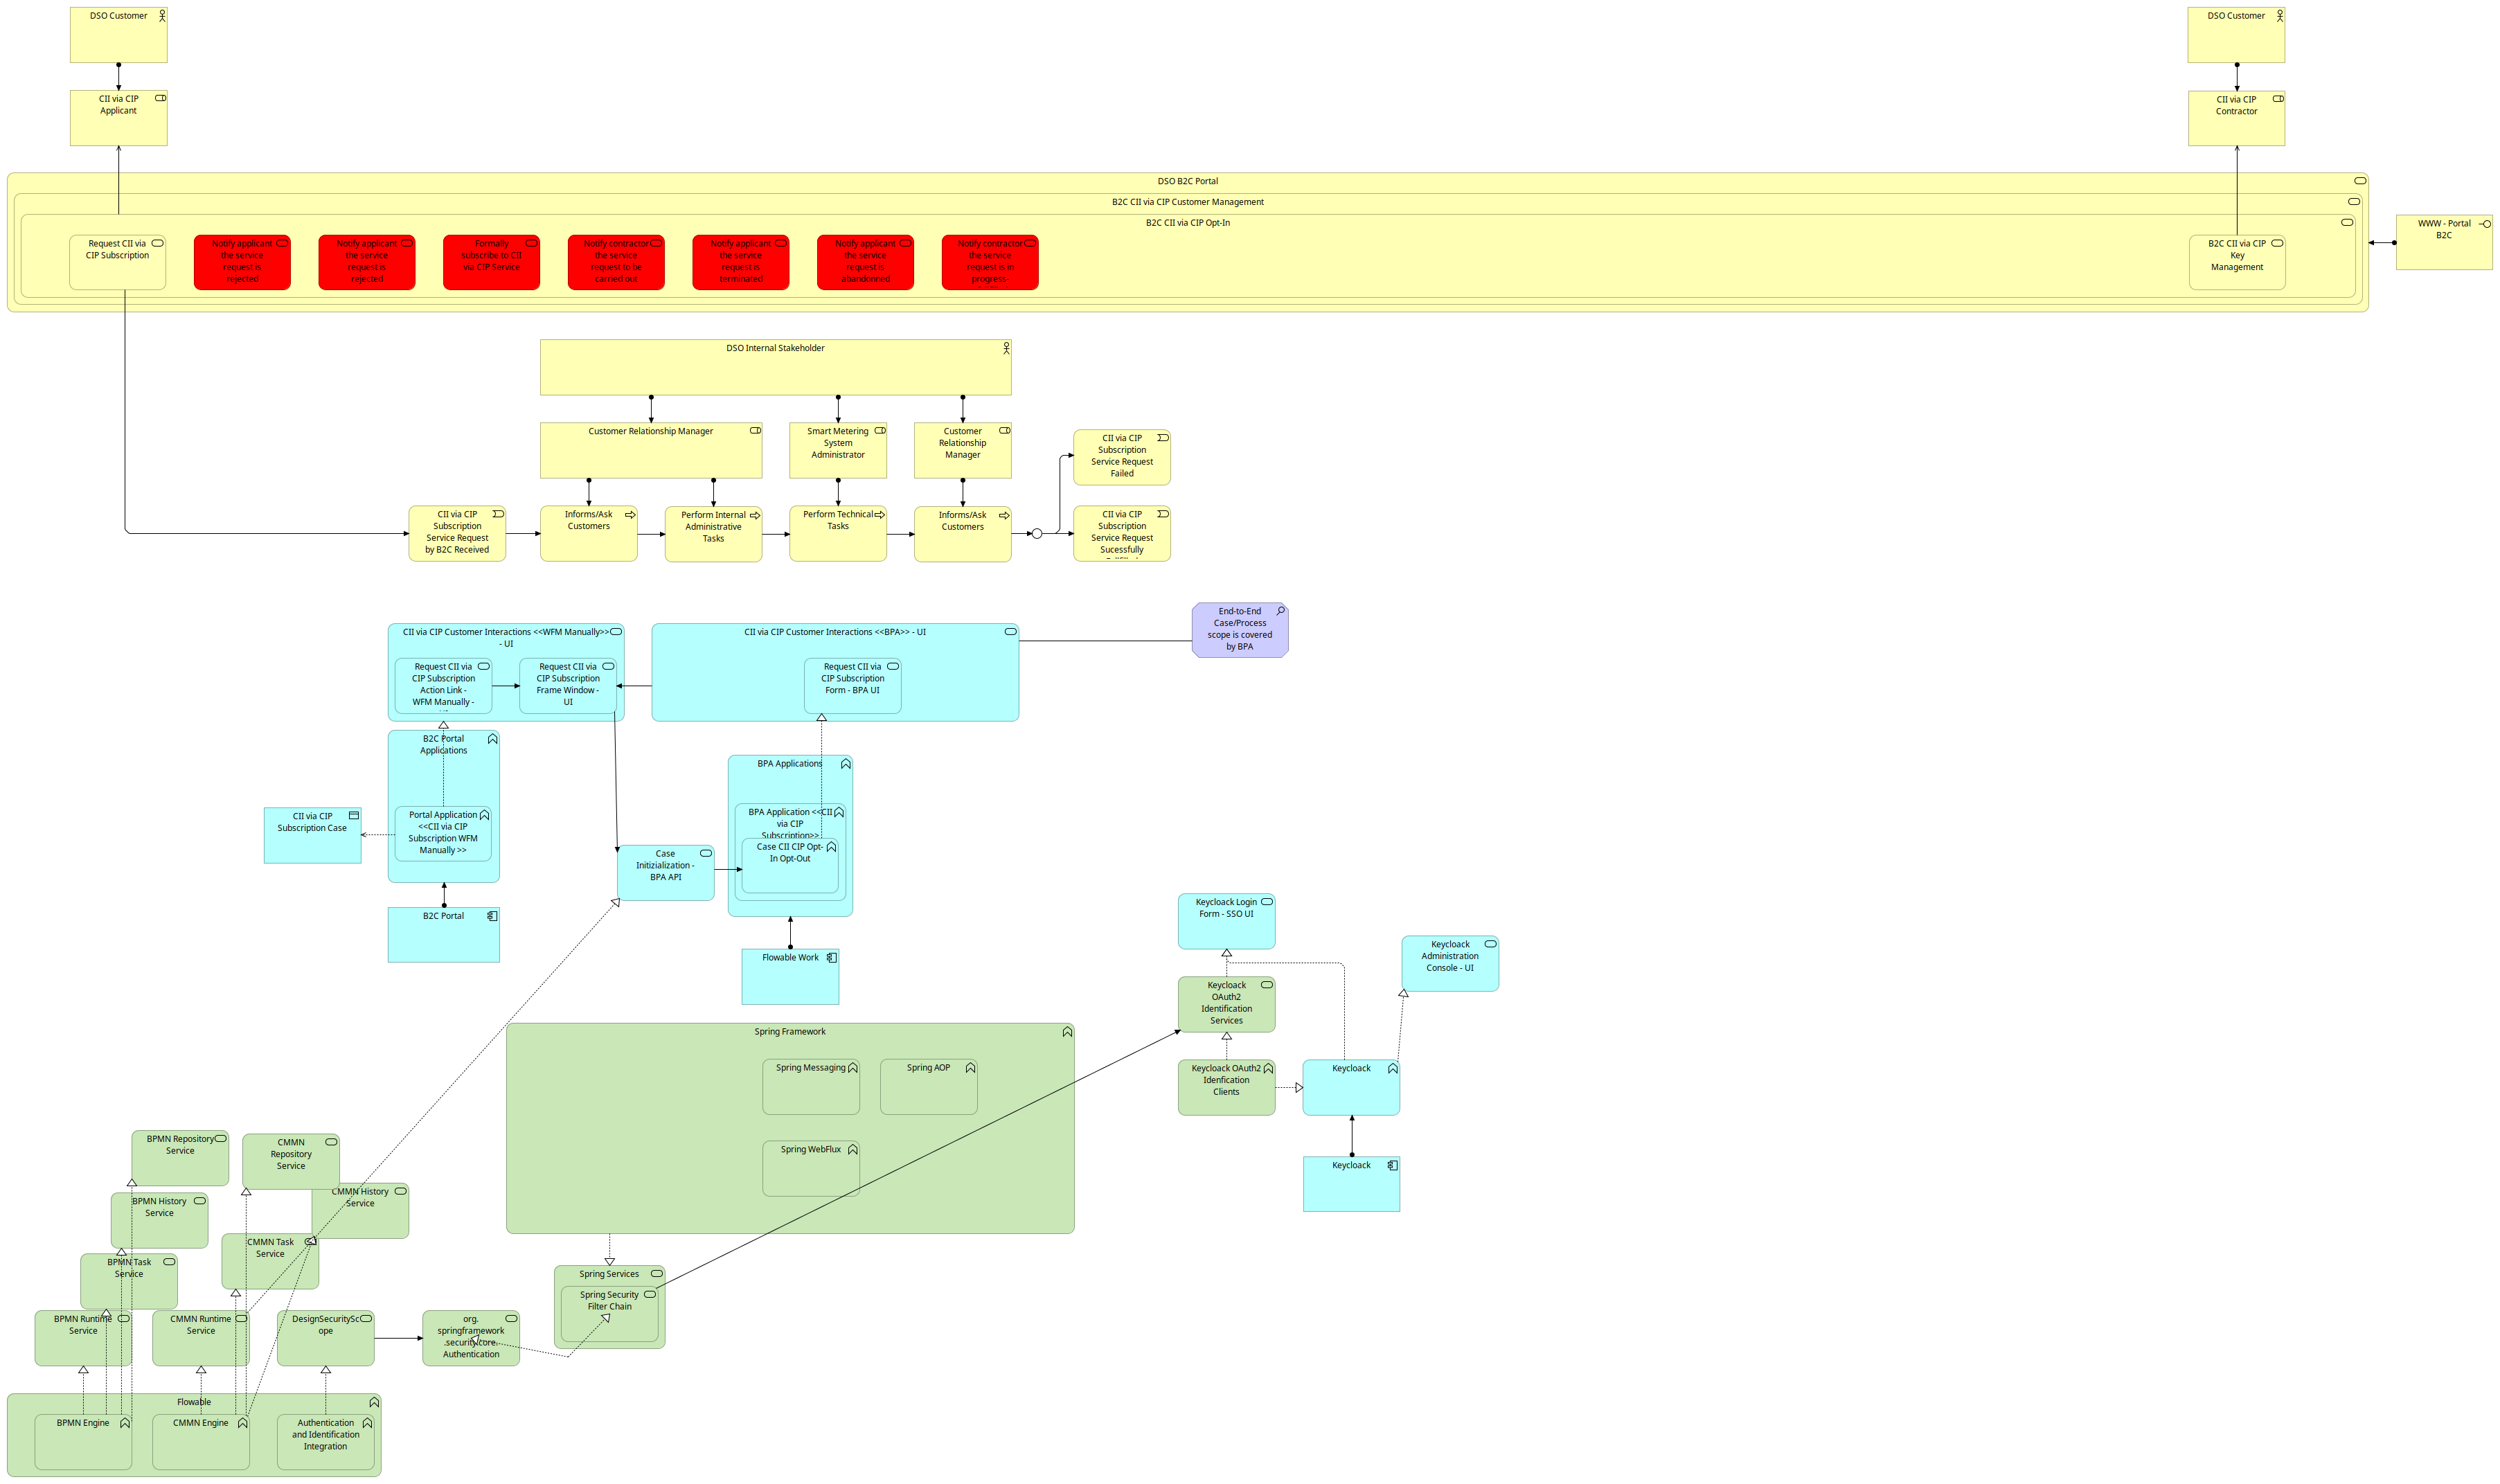 DSO Customer
DSO Customer
CII via CIP
Applicant
CII via CIP
Contractor
DSO B2C Portal
B2C CII via CIP Customer Management
B2C CII via CIP Opt-In
WWW - Portal
B2C
Request CII via
CIP Subscription
Notify applicant
the service
request is
rejected
Notify applicant
the service
request is
rejected
Formally
subscribe to CII
via CIP Service
Notify contractor
the service
request to be
carried out
Notify applicant
the service
request is
terminated
Notify applicant
the service
request is
abandonned
Notify contractor
the service
request is in
progress-
B2C CII via CIP
Key
Management
DSO Internal Stakeholder
Customer Relationship Manager
Smart Metering
System
Administrator
Customer
Relationship
Manager
CII via CIP
Subscription
Service Request
Failed
CII via CIP
Subscription
Service Request
by B2C Received
Informs/Ask
Customers
Perform Internal
Administrative
Tasks
Perform Technical
Tasks
Informs/Ask
Customers
CII via CIP
Subscription
Service Request
Sucessfully
End-to-End
Case/Process
scope is covered
by BPA
CII via CIP Customer Interactions <<WFM Manually>>
- UI
CII via CIP Customer Interactions <<BPA>> - UI
Request CII via
CIP Subscription
Action Link -
WFM Manually -
Request CII via
CIP Subscription
Frame Window -
UI
Request CII via
CIP Subscription
Form - BPA UI
B2C Portal
Applications
BPA Applications
CII via CIP
Subscription Case
Portal Application
<<CII via CIP
Subscription WFM
Manually >>
BPA Application <<CII
via CIP
Subscription>>
Case CII CIP Opt-
In Opt-Out
Case
Initizialization -
BPA API
B2C Portal
Flowable Work
Keycloack Login
Form - SSO UI
Keycloack
Administration
Console - UI
Keycloack
OAuth2
Identification
Services
Spring Framework
Spring Messaging
Spring AOP
Keycloack OAuth2
Idenfication
Clients
Keycloack
Spring WebFlux
Keycloack
BPMN Repository
Service
CMMN
Repository
Service
CMMN History
Service
BPMN History
Service
CMMN Task
Service
BPMN Task
Service
Spring Services
Spring Security
Filter Chain
BPMN Runtime
Service
CMMN Runtime
Service
DesignSecuritySc
ope
org.
springframework
.security.core.
Authentication
Flowable
BPMN Engine
CMMN Engine
Authentication
and Identification
Integration